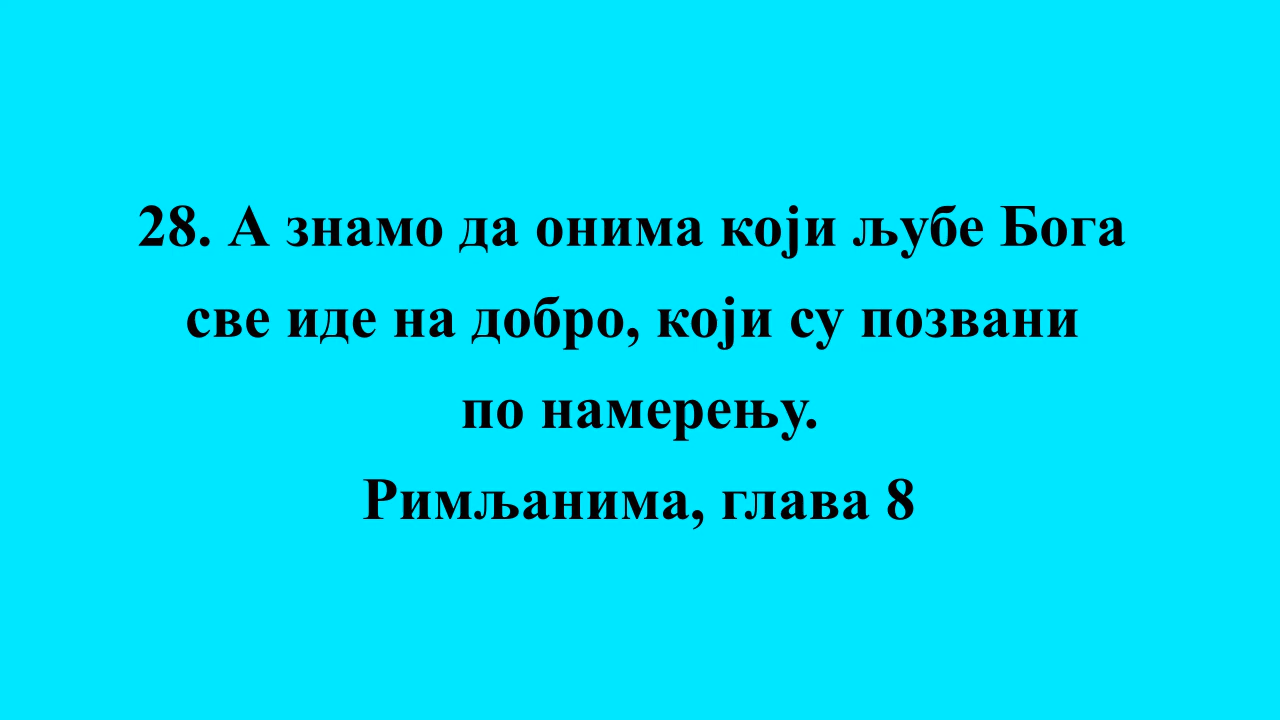 28. А знамо да онима који љубе Бога
све иде на добро, који су позвани
по намерењу.
Римљанима, глава 8